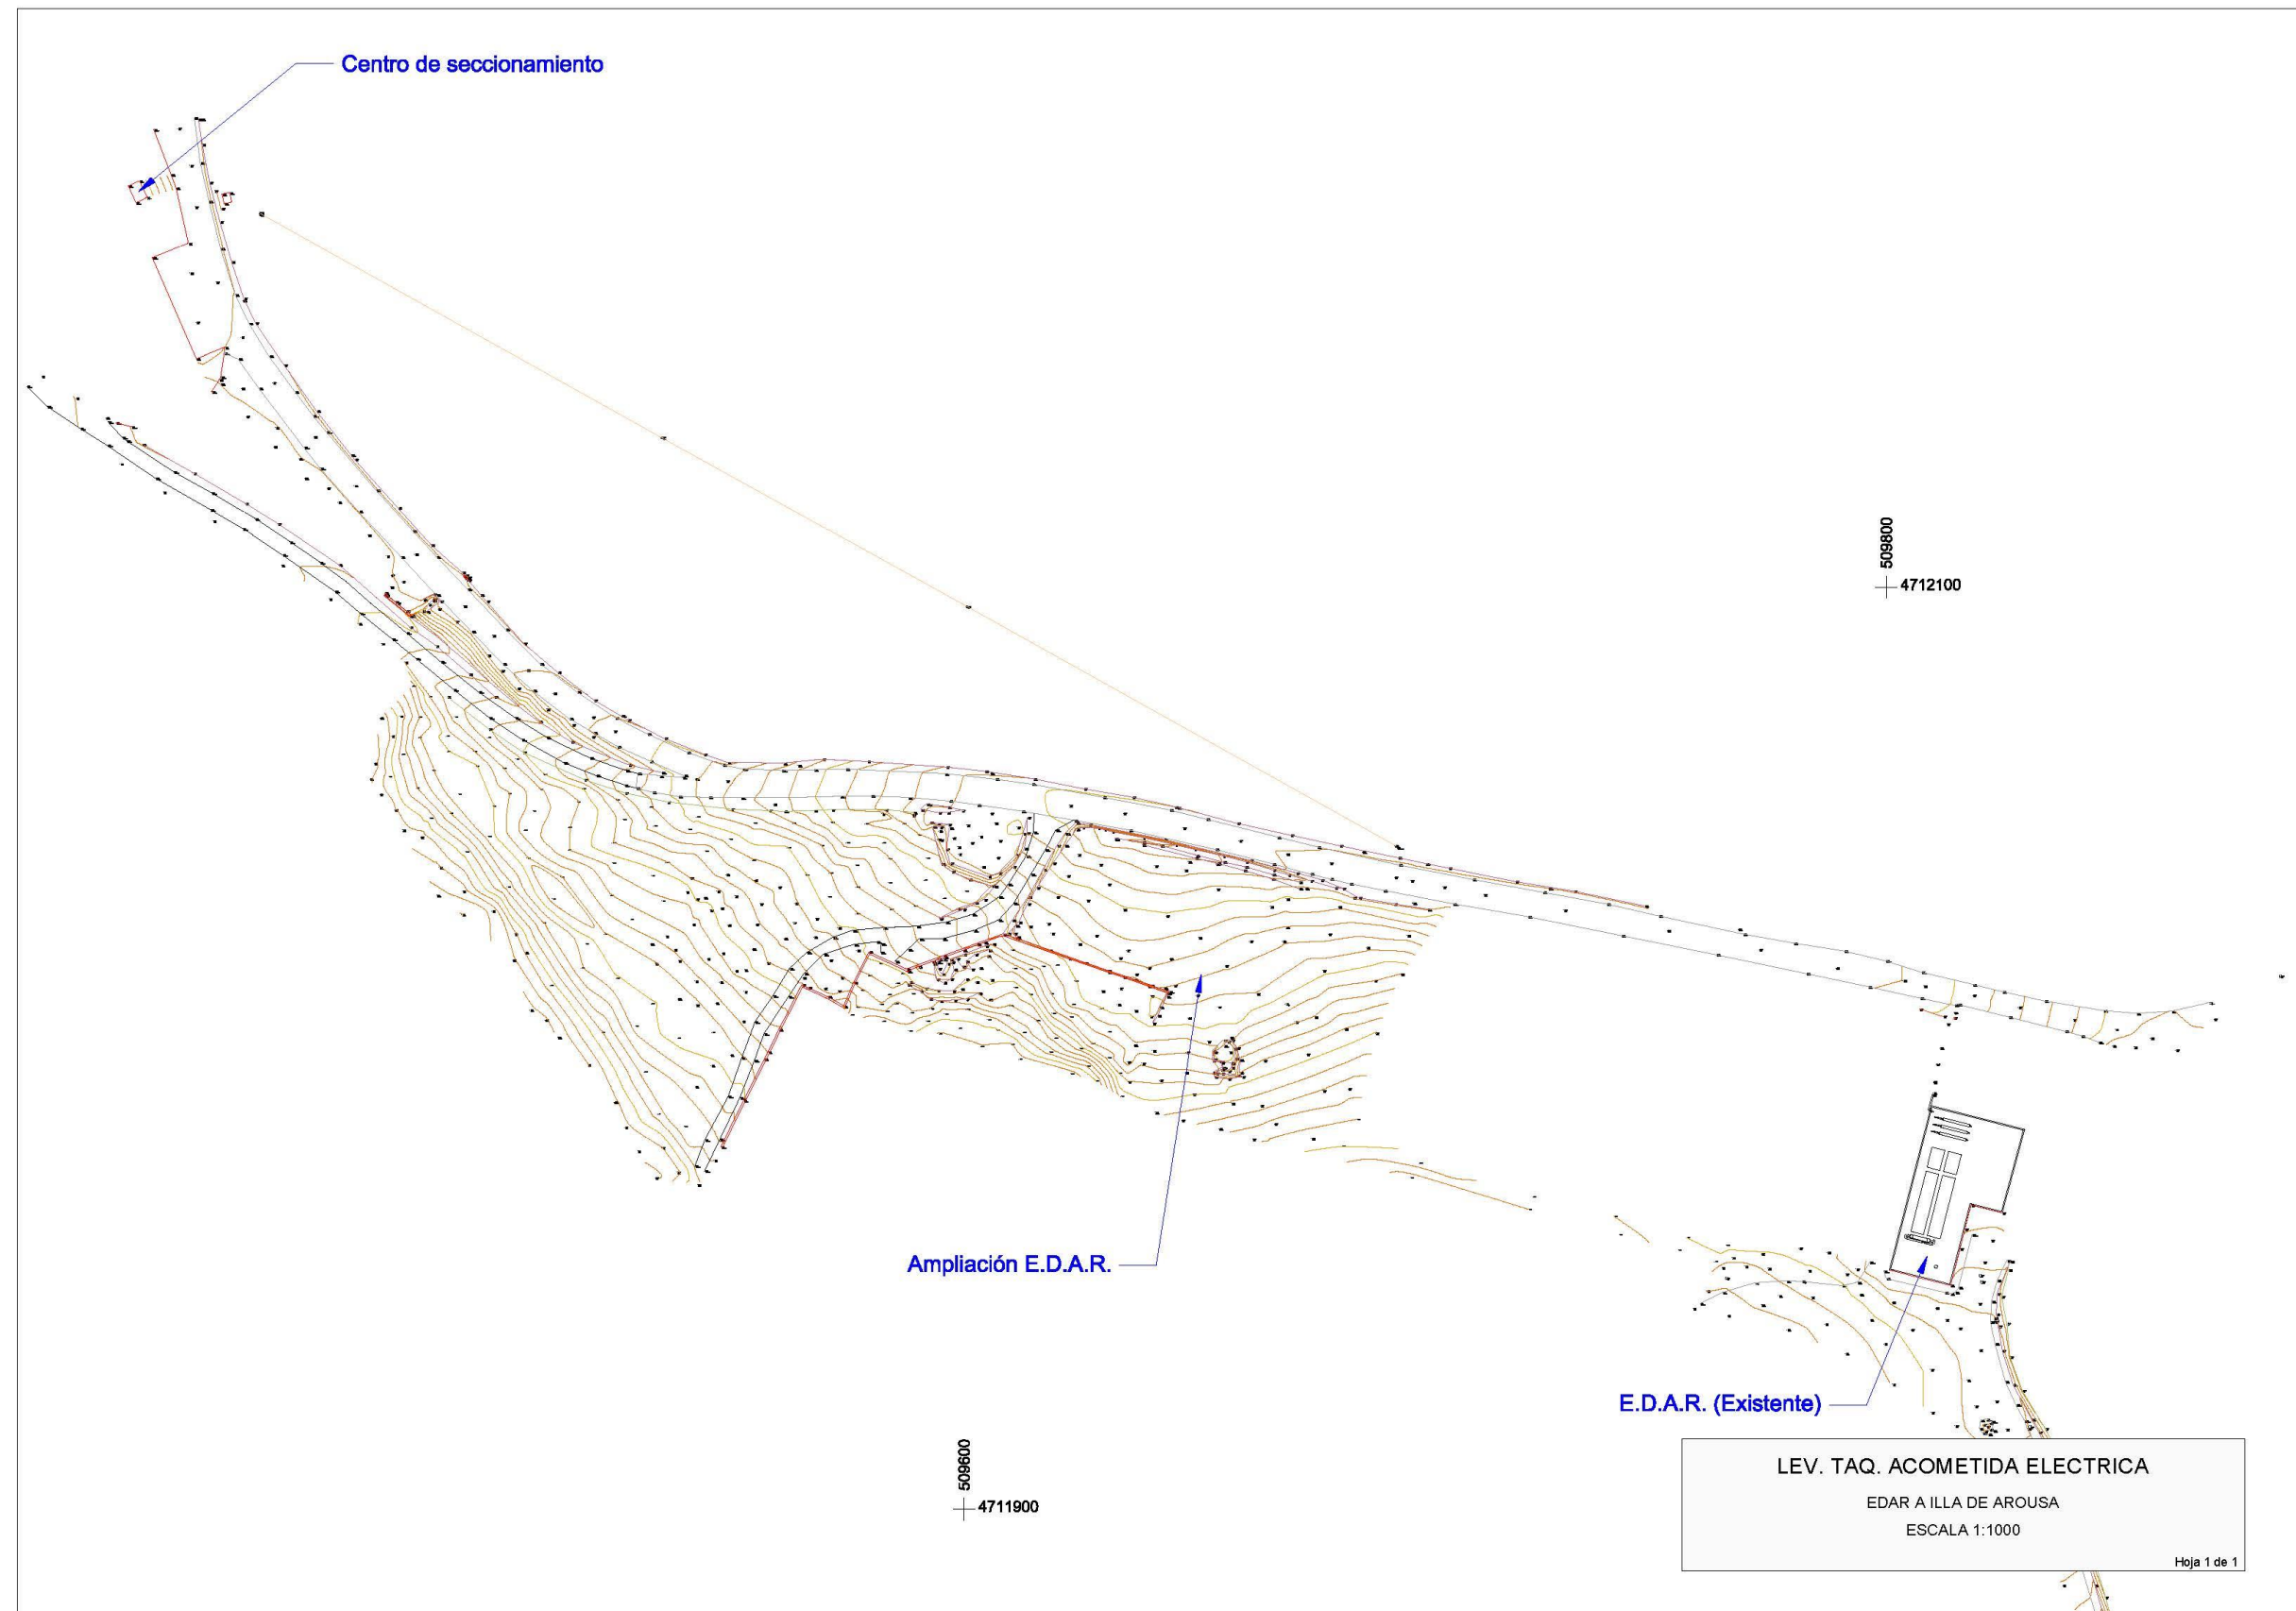 Centro de seccionamiento
509800
4712100
Ampliación E.D.A.R.
E.D.A.R. (Existente)
509600
4711900
LEV. TAQ. ACOMETIDA ELECTRICA
EDAR A ILLA DE AROUSA
ESCALA 1:1000
Hoja 1 de 1